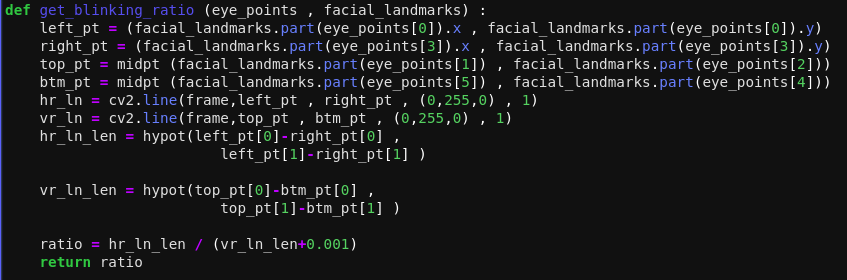 def get_blinking_ratio (eye_points , facial_landmarks) :
    left_pt = (facial_landmarks.part(eye_points[0]).x , facial_landmarks.part(eye_points[0]).y)
    right_pt = (facial_landmarks.part(eye_points[3]).x , facial_landmarks.part(eye_points[3]).y)
    top_pt = midpt (facial_landmarks.part(eye_points[1]) , facial_landmarks.part(eye_points[2]))
    btm_pt = midpt (facial_landmarks.part(eye_points[5]) , facial_landmarks.part(eye_points[4]))
    hr_ln = cv2.line(frame,left_pt , right_pt , (0,255,0) , 1)
    vr_ln = cv2.line(frame,top_pt , btm_pt , (0,255,0) , 1)
    hr_ln_len = hypot(left_pt[0]-right_pt[0] ,
                         left_pt[1]-right_pt[1] )

    vr_ln_len = hypot(top_pt[0]-btm_pt[0] ,
                         top_pt[1]-btm_pt[1] )

    ratio = hr_ln_len / (vr_ln_len+0.001)
    return ratio